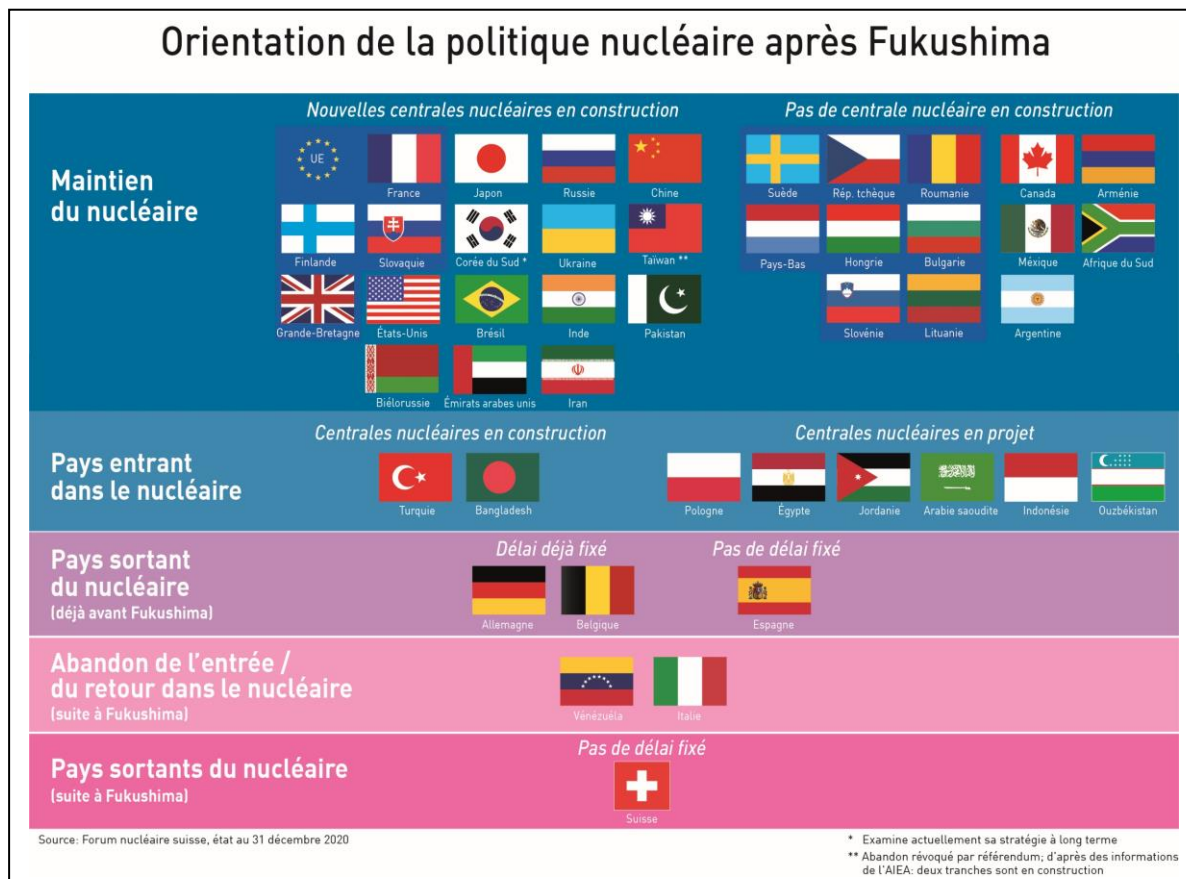 Orientation de la politique nucléaire après Fukushima
Maintien
du nucléaire
Nouvelles centrales nucléaires en construction
UE
France
Japon
Russie
Chine
Finlande
Slovaquie
Corée du Sud *
Ukraine
Taïwan **
Grande-Bretagne
États-Unis
Brésil
Inde
Pakistan
Biélorussie
Émirats arabes unis
Iran
Pas de centrale nucléaire en construction
Suède
Rép. tchèque
Roumanie
Canada
Arménie
Pays-Bas
Hongrie
Bulgarie
Méxique
Afrique du Sud
Slovénie
Lituanie
Argentine
Pays entrant
dans le nucléaire
Centrales nucléaires en construction
Turquie
Bangladesh
Centrales nucléaires en projet
Pologne
Égypte
Jordanie
Arabie saoudite
Indonésie
Ouzbékistan
Pays sortant
du nucléaire
(déjà avant Fukushima)
Délai déjà fixé
Allemagne
Belgique
Pas de délai fixé
Espagne
Abandon de l'entrée /
du retour dans le nucléaire
(suite à Fukushima)
Vénézuéla
Italie
Pays sortants du nucléaire
(suite à Fukushima)
Pas de délai fixé
Suisse
Source: Forum nucléaire suisse, état au 31 décembre 2020
* Examine actuellement sa stratégie à long terme
** Abandon révoqué par référendum; d'après des informations
de l'AIEA: deux tranches sont en construction